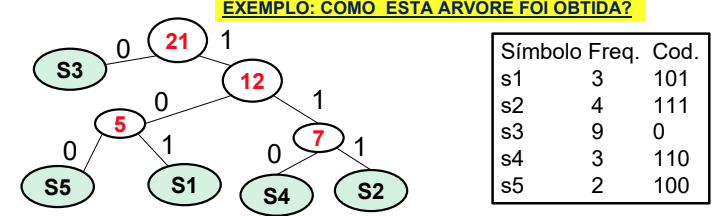 EXEMPLO: COMO ESTA ARVORE FOI OBTIDA?
21
0
1
S3
12
0
1
5
7
0
1
0
1
S5
S1
S4
S2
Símbolo Freq. Cod.
s1 3 101
s2 4 111
s3 9 0
s4 3 110
s5 2 100